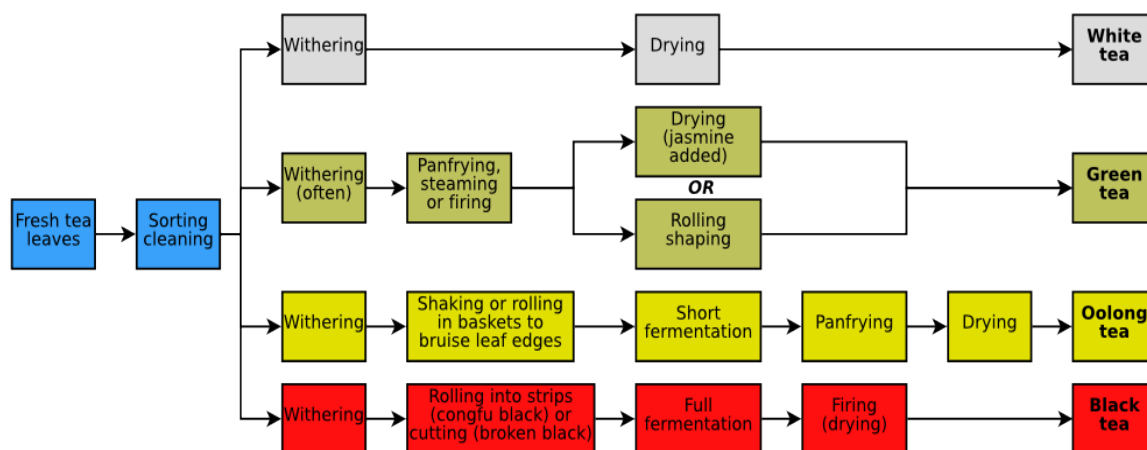 Withering
Drying
White
tea
Drying
(jasmine
added)
Withering
(often)
Panfrying,
steaming
or firing
OR
Green
tea
Fresh tea
leaves
Sorting
cleaning
Rolling
shaping
Withering
Shaking or rolling
in baskets to
bruise leaf edges
Short
fermentation
Panfrying
Drying
Oolong
tea
Withering
Rolling into strips
(congfu black) or
cutting (broken black)
Full
fermentation
Firing
(drying)
Black
tea